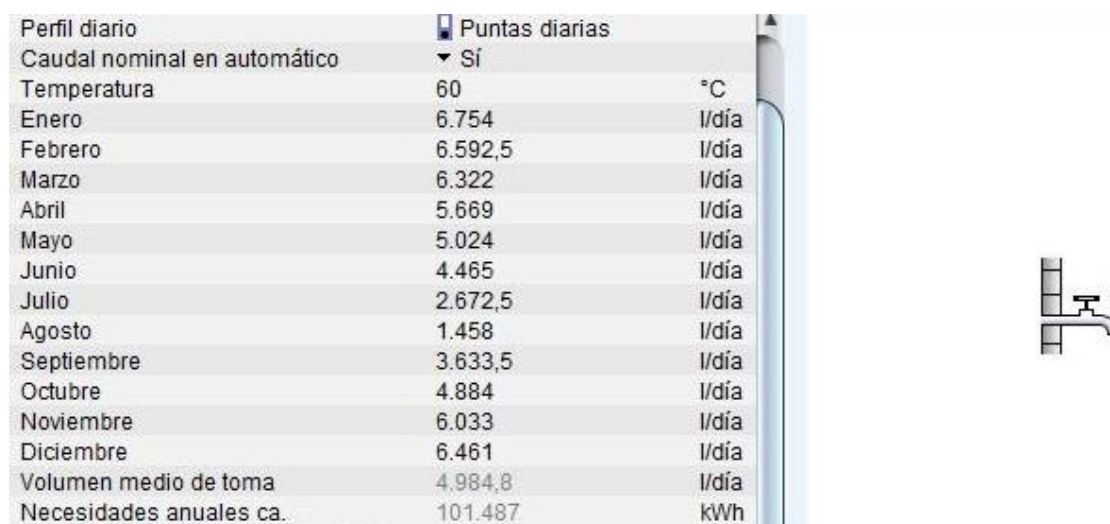 Perfil diario Puntas diarias
Caudal nominal en automático Sí
Temperatura 60 °C
Enero 6.754 l/día
Febrero 6.592,5 l/día
Marzo 6.322 l/día
Abril 5.669 l/día
Mayo 5.024 l/día
Junio 4.465 l/día
Julio 2.672,5 l/día
Agosto 1.458 l/día
Septiembre 3.633,5 l/día
Octubre 4.884 l/día
Noviembre 6.033 l/día
Diciembre 6.461 l/día
Volumen medio de toma 4.984,8 l/día
Necesidades anuales ca. 101.487 kWh